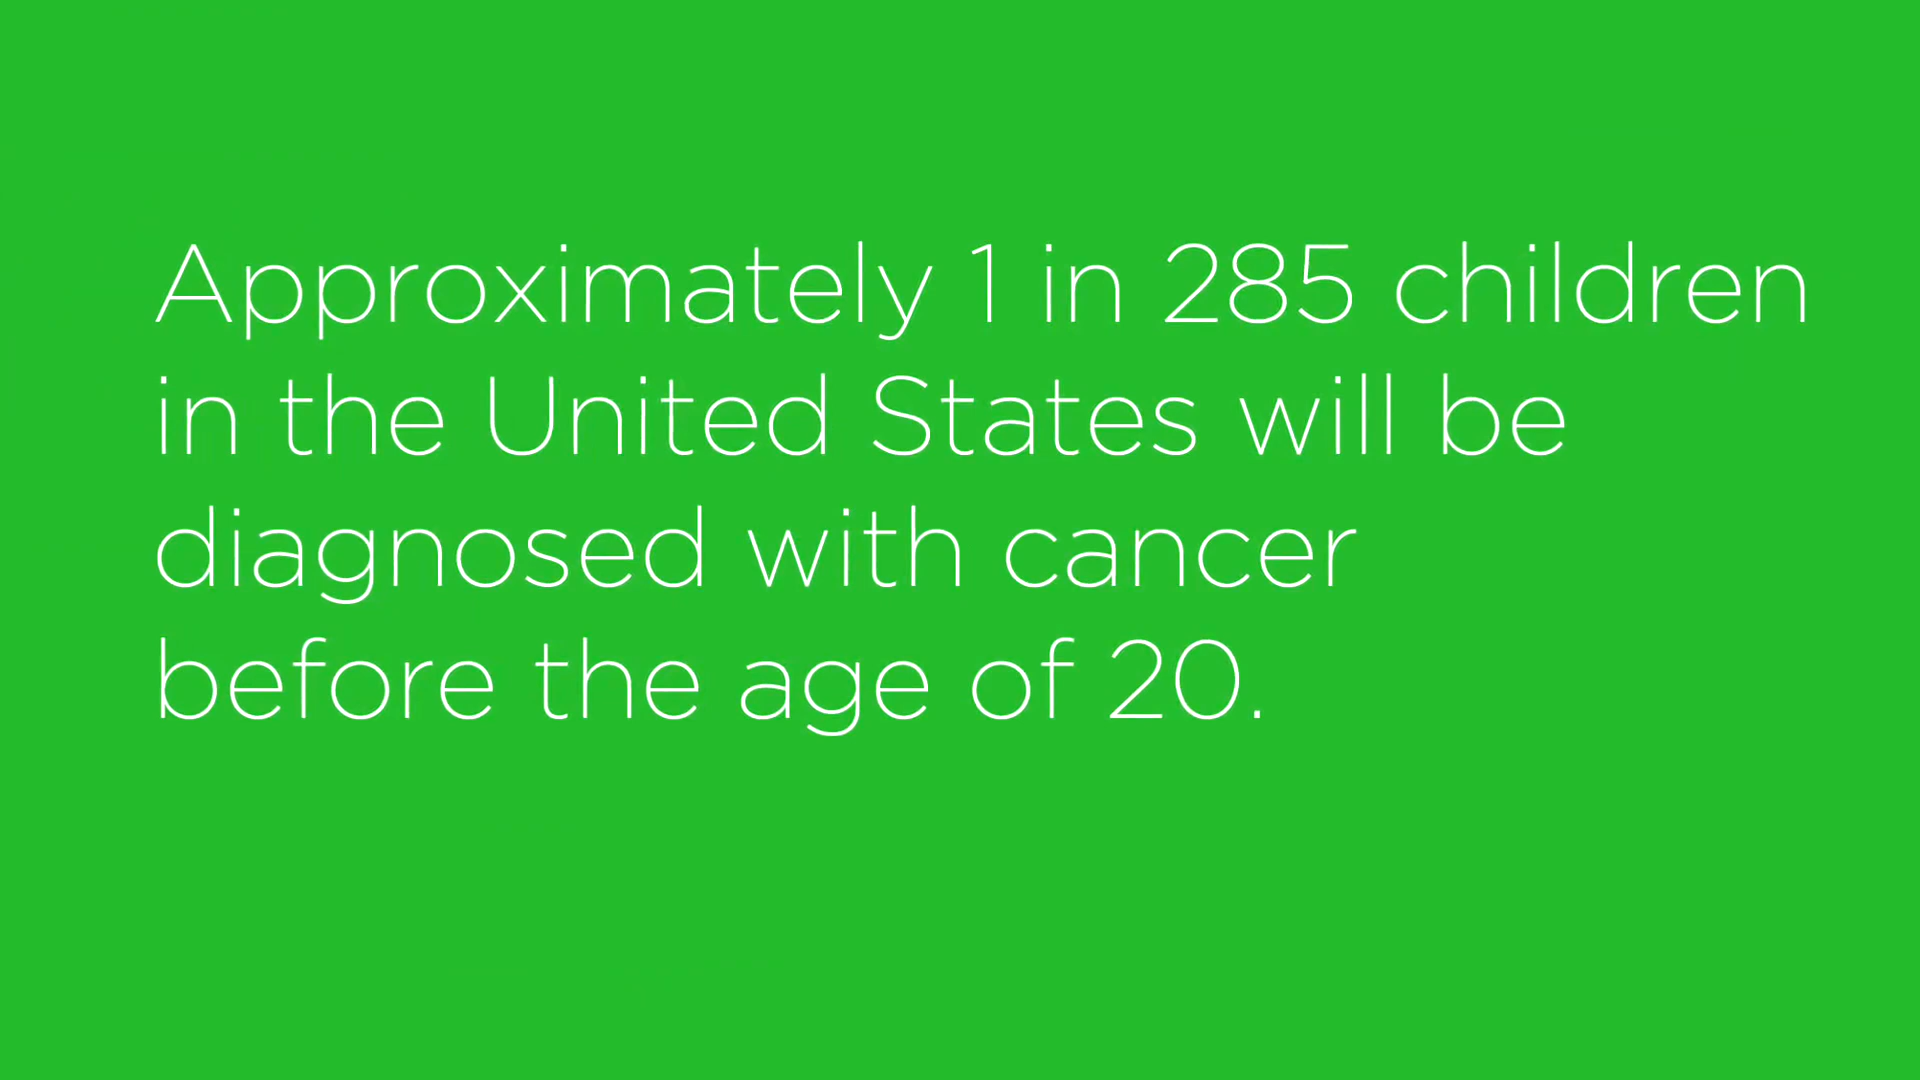 Approximately 1 in 285 children
in the United States will be
diagnosed with cancer
before the age of 20.